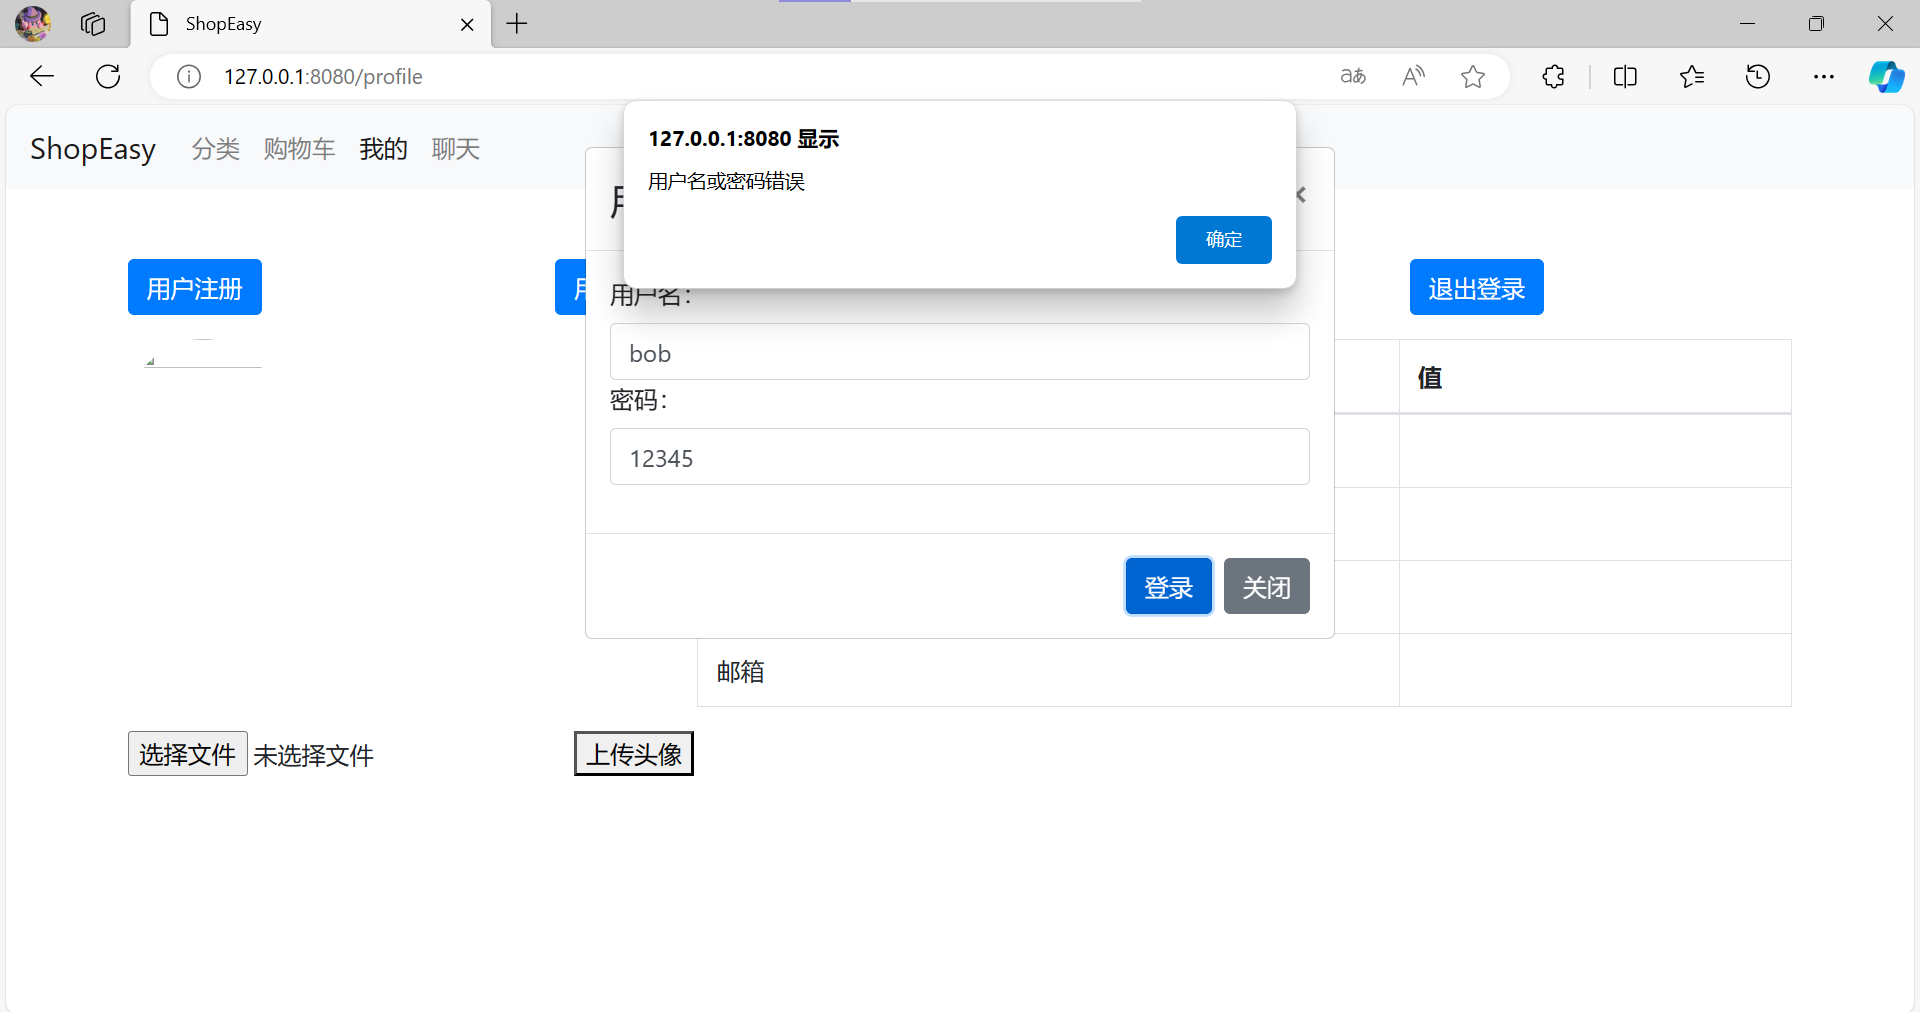 ShopEasy
127.0.0.1:8080/profile
ShopEasy 分类 购物车 我的 聊天
127.0.0.1:8080 显示
用户名或密码错误
确定
用户注册
退出登录
用户名:
bob
值
密码:
12345
登录 关闭
邮箱
选择文件 未选择文件 上传头像